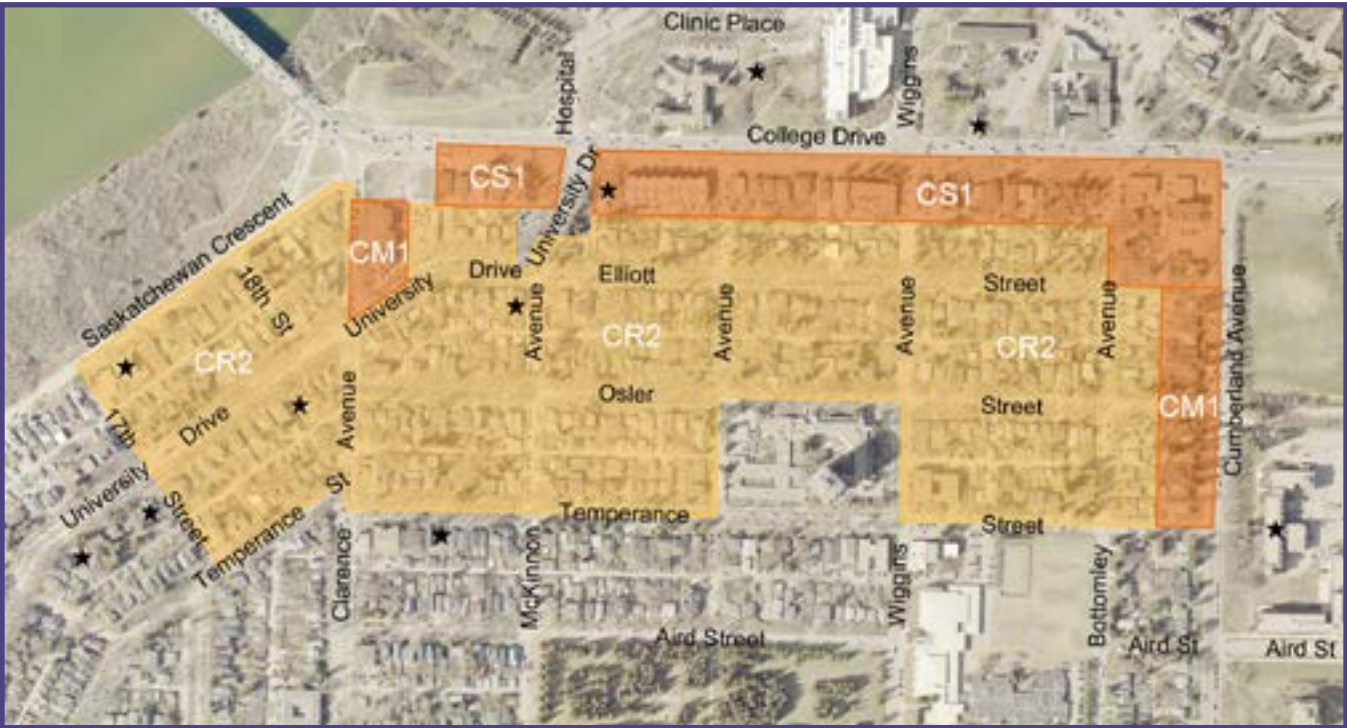 Clinic Place
Hospital
Wiggins
College Drive
University Dr
CS1
CS1
Saskatchewan Crescent
CM1
18th St
University
Drive
Elliott
Street
Avenue
Avenue
Avenue
Avenue
Cumberland Avenue
CR2
CR2
CR2
Osler
Street
CM1
Avenue
17th
Street
University
Drive
Temperance
St
Temperance
Street
Clarence
McKinnon
Wiggins
Bottomley
Aird Street
Aird St
Aird St